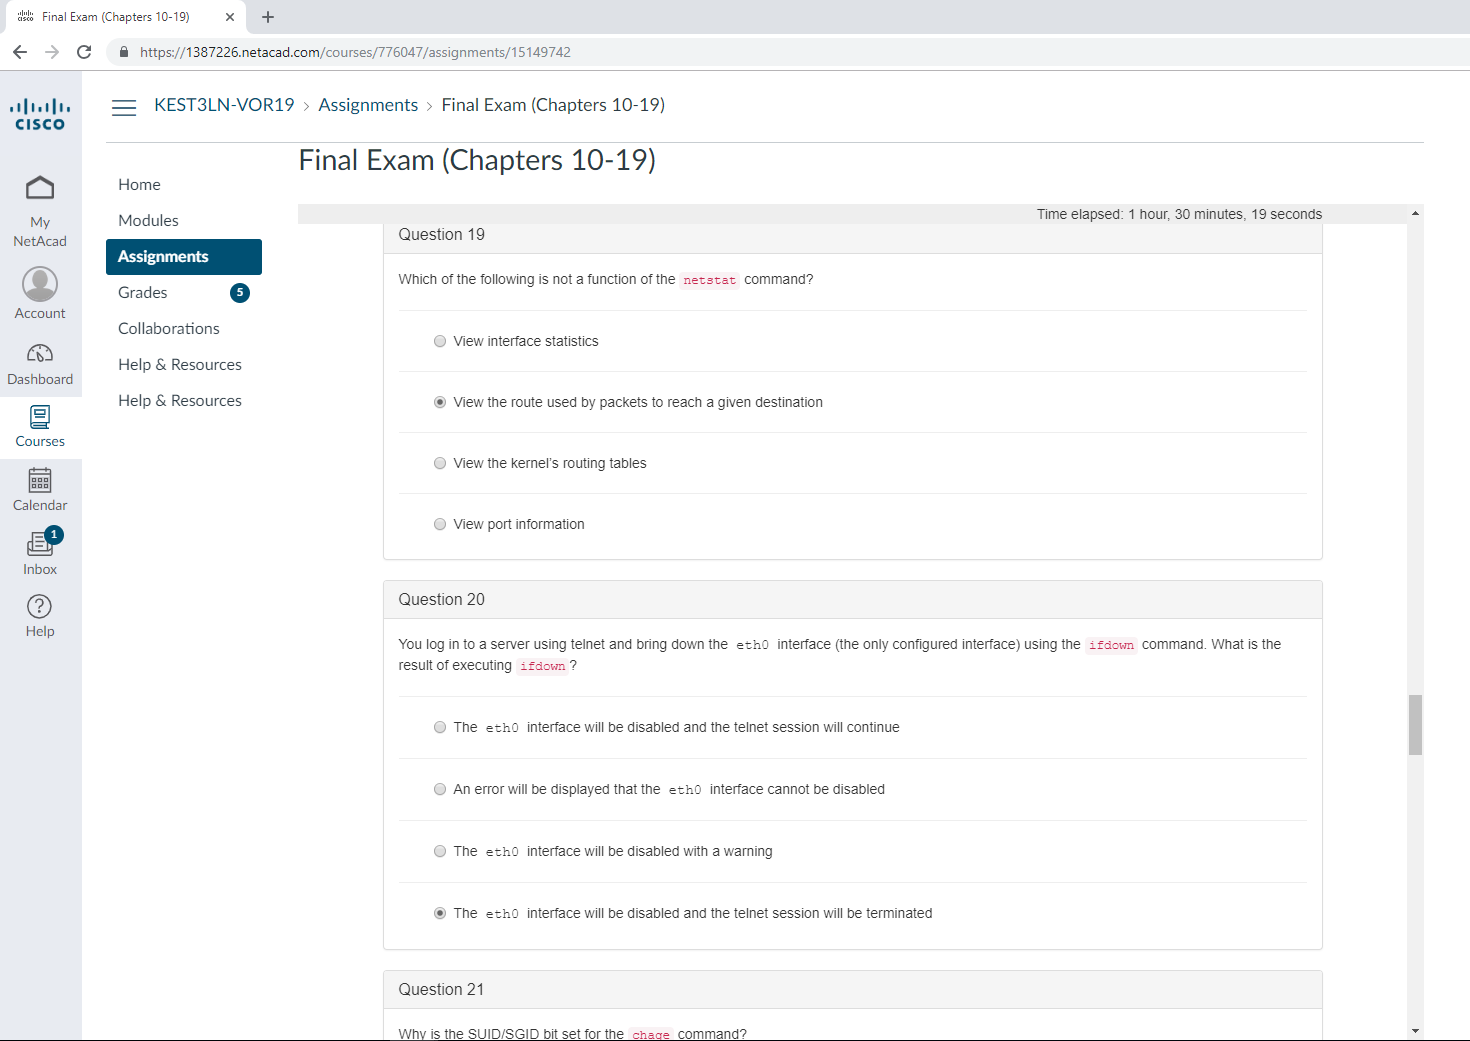 Final Exam (Chapters 10-19)
https://1387226.netacad.com/courses/776047/assignments/15149742
CISCO
KEST3LN-VOR19 > Assignments > Final Exam (Chapters 10-19)
Final Exam (Chapters 10-19)
My
NetAcad
Account
Dashboard
Courses
Calendar
1
Inbox
Help
Home
Modules
Assignments
Grades 5
Collaborations
Help & Resources
Help & Resources
Time elapsed: 1 hour, 30 minutes, 19 seconds
Question 19
Which of the following is not a function of the netstat command?
View interface statistics
View the route used by packets to reach a given destination
View the kernel’s routing tables
View port information
Question 20
You log in to a server using telnet and bring down the eth0 interface (the only configured interface) using the ifdown command. What is the
result of executing ifdown?
The eth0 interface will be disabled and the telnet session will continue
An error will be displayed that the eth0 interface cannot be disabled
The eth0 interface will be disabled with a warning
The eth0 interface will be disabled and the telnet session will be terminated
Question 21
Why is the SUID/SGID bit set for the chage command?